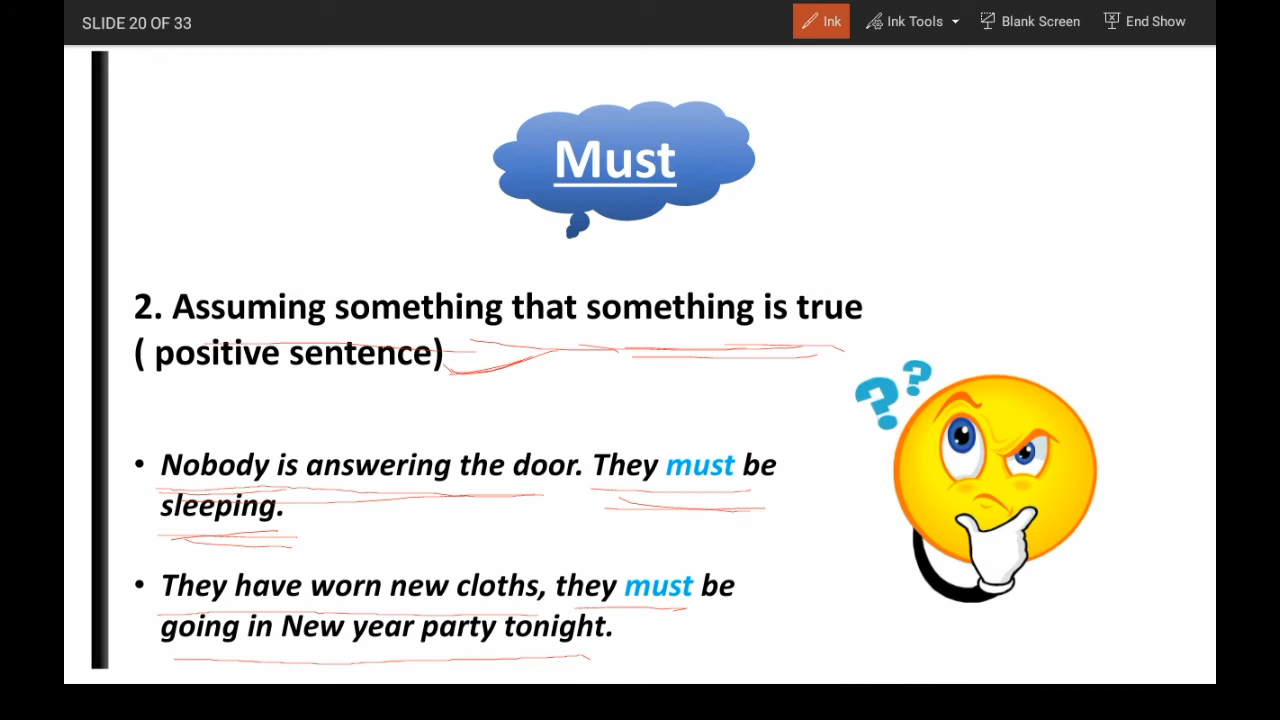 SLIDE 20 OF 33
Ink
Ink Tools
Blank Screen
End Show
Must
2. Assuming something that something is true
( positive sentence)
??
• Nobody is answering the door. They must be
sleeping.
• They have worn new cloths, they must be
going in New year party tonight.